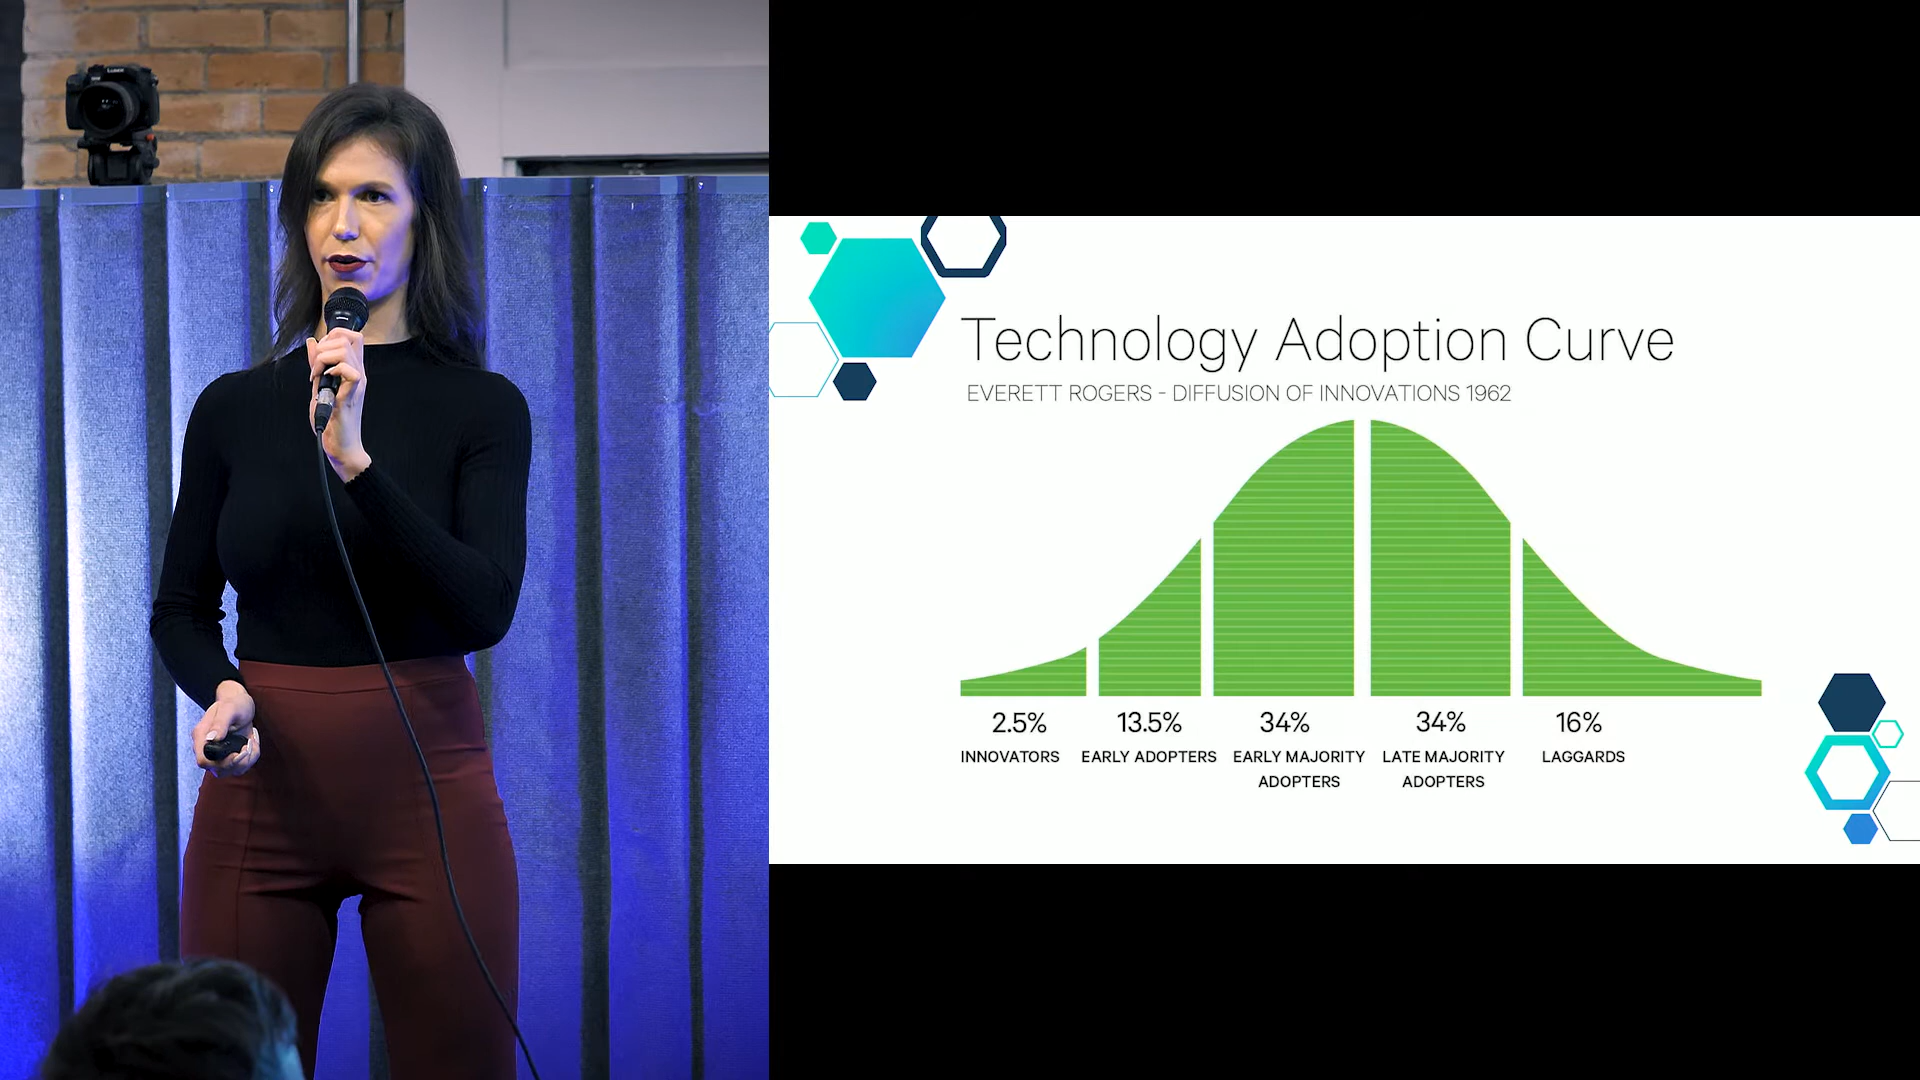 LUMIX
Technology Adoption Curve
EVERETT ROGERS - DIFFUSION OF INNOVATIONS 1962
2.5%
13.5%
34%
34%
16%
INNOVATORS
EARLY ADOPTERS
EARLY MAJORITY
ADOPTERS
LATE MAJORITY
ADOPTERS
LAGGARDS